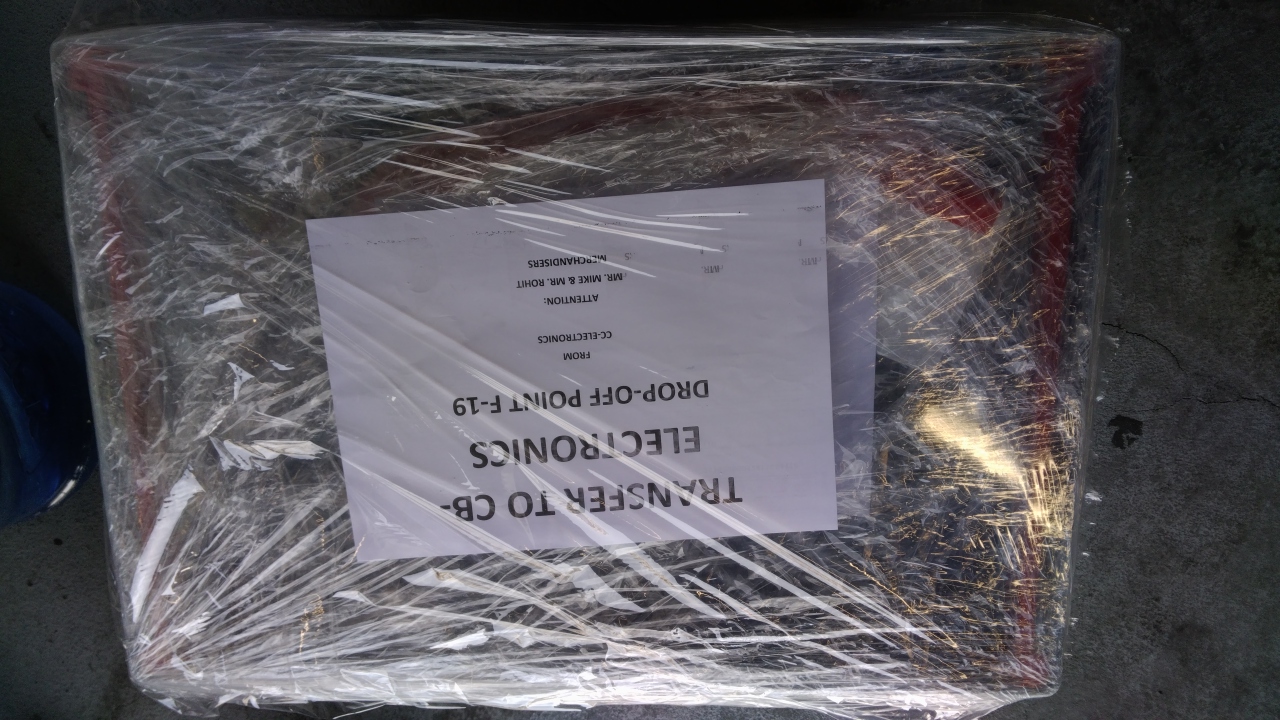 TRANSFER TO CB-
ELECTRONICS
DROP-OFF POINT F-19
FROM
CC-ELECTRONICS
ATTENTION:
MR. MIKE & MR. ROHIT
MERCHANDISERS